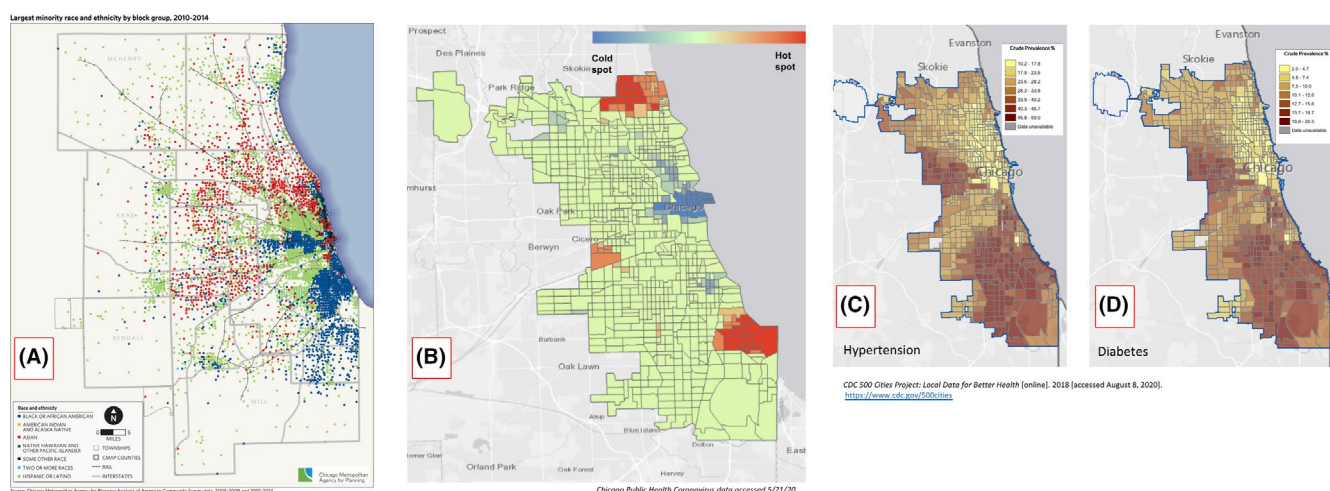 Largest minority race and ethnicity by block group, 2010-2014
MCHENRY
LAKE
KANE
KENDALL
WILL
(A)
Race and ethnicity
BLACK OR AFRICAN AMERICAN
AMERICAN INDIAN
AND ALASKA NATIVE
ASIAN
NATIVE HAWAIIAN AND
OTHER PACIFIC ISLANDER
SOME OTHER RACE
TWO OR MORE RACES
HISPANIC OR LATINO
N
0 5
MILES
TOWNSHIPS
CMAP COUNTIES
RAIL
INTERSTATES
Chicago Metropolitan
Agency for Planning
Prospect
Des Plaines
Cold
spot
Hot
spot
Skokie
Park Ridge
mhurst
Oak Park
Chicago
Cicero
Berwyn
(B)
Burbank
Oak Lawn
Alsip
Blue Island
Dolton
East
Homer Glen
Orland Park
Oak Forest
Harvey
Chicago Public Health Coronavirus data accessed 5/21/20
Evanston
Skokie
Crude Prevalence %
10.2 - 17.8
17.9 - 23.5
23.6 - 28.2
28.3 - 33.8
33.9 - 40.2
40.3 - 45.7
45.8 - 59.0
Data unavailable
Chicago
(C)
Hypertension
Evanston
Skokie
Crude Prevalence %
4.8 - 7.4
7.5 - 10.0
10.1 - 12.6
12.7 - 15.6
15.7 - 18.7
18.8 - 26.5
Data unavailable
Chicago
(D)
Diabetes
CDC 500 Cities Project: Local Data for Better Health [online]. 2018 [accessed August 8, 2020].
https://www.cdc.gov/500cities